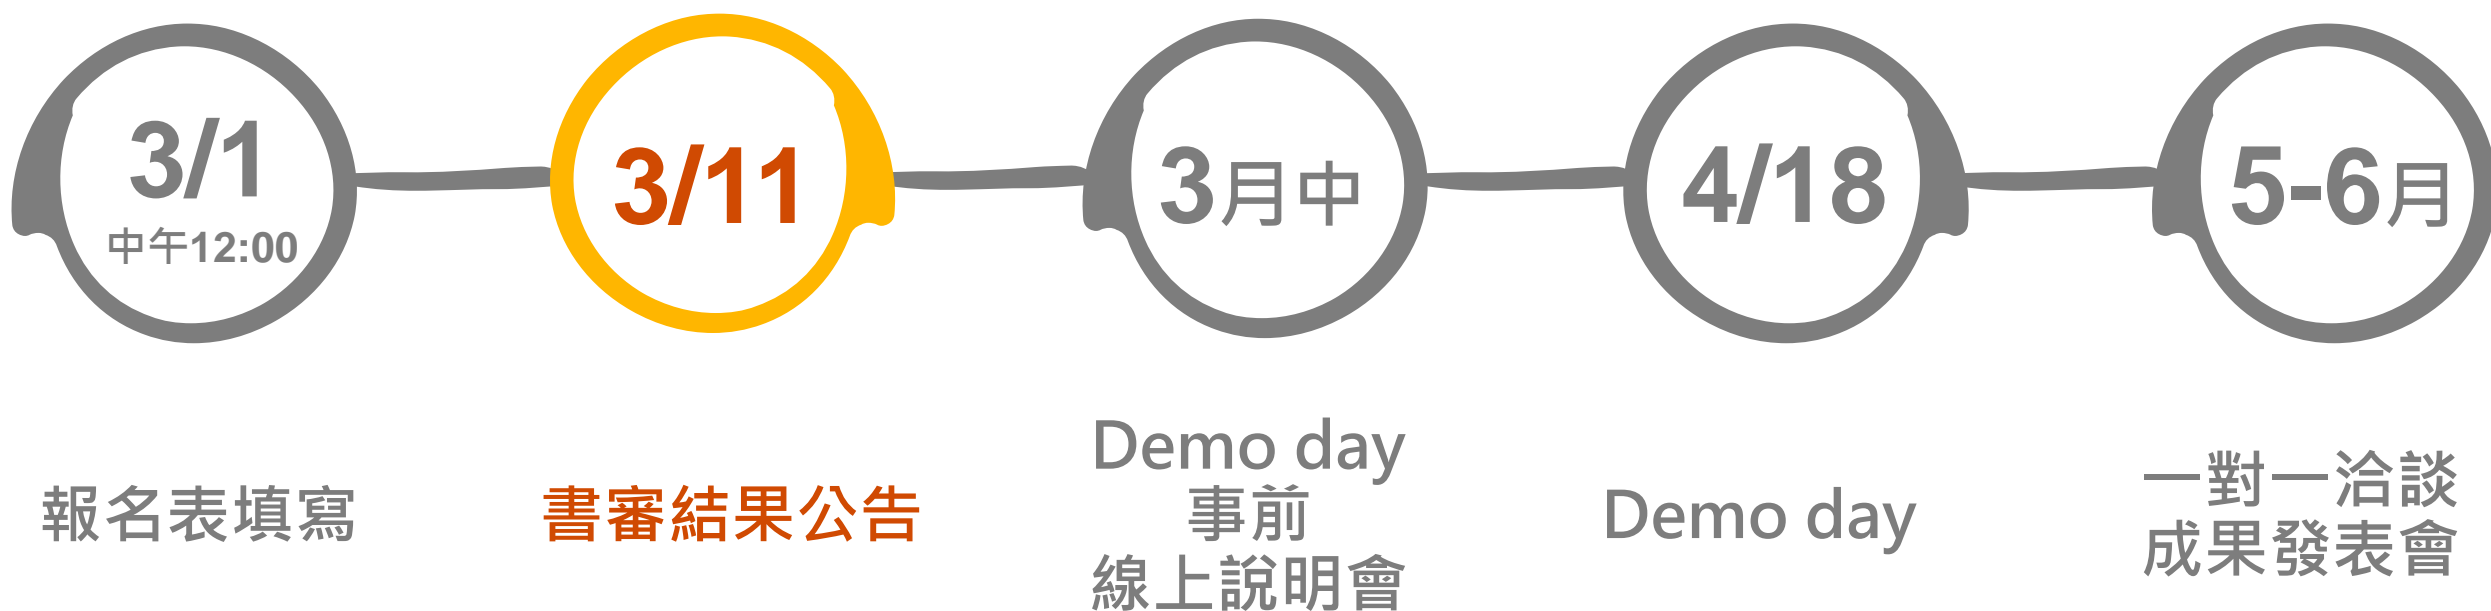 3/1
中午12:00
報名表填寫
3/11
書審結果公告
3月中
Demo day
事前
線上說明會
4/18
Demo day
5-6月
一對一洽談
成果發表會